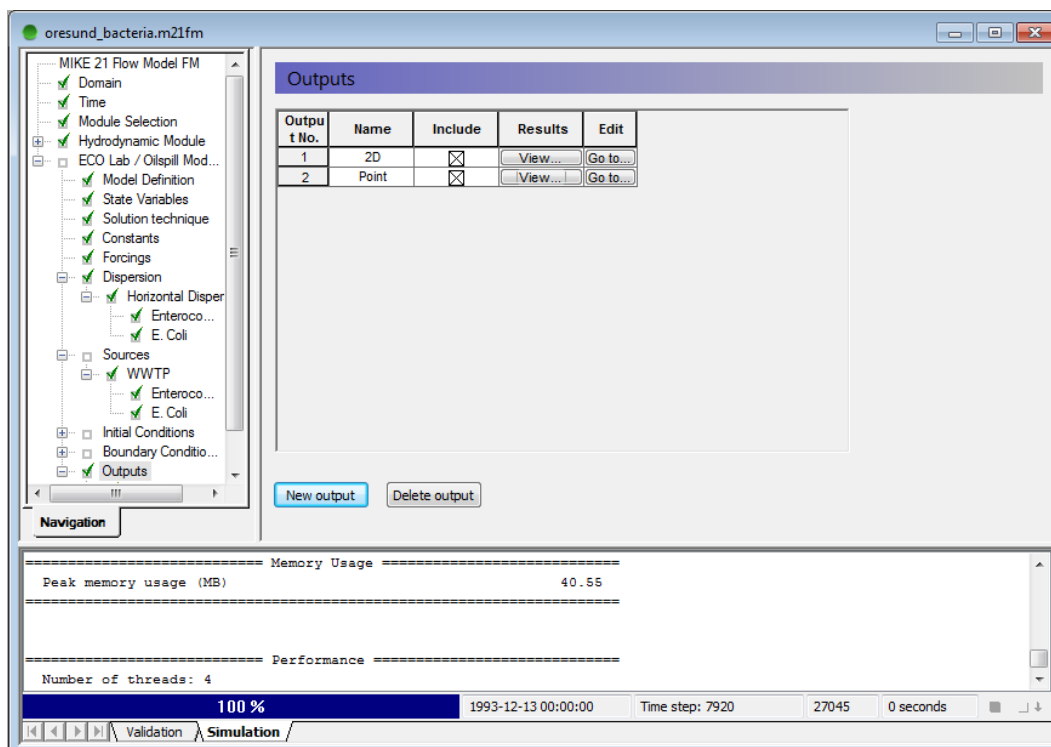 oresund_bacteria.m21fm
MIKE 21 Flow Model FM
Domain
Time
Module Selection
Hydrodynamic Module
ECO Lab / Oilspill Mod...
Model Definition
State Variables
Solution technique
Constants
Forcings
Dispersion
Horizontal Disper
Enteroco...
E. Coli
Sources
WWTP
Enteroco...
E. Coli
Initial Conditions
Boundary Conditio...
Outputs
Navigation
Outputs
Outpu
t No. Name Include Results Edit
1 2D View... Go to...
2 Point View... Go to...
New output Delete output
=========================== Memory Usage ===========================
Peak memory usage (MB) 40.55
====================================================================
=========================== Performance ============================
Number of threads: 4
100 % 1993-12-13 00:00:00 Time step: 7920 27045 0 seconds
Validation Simulation